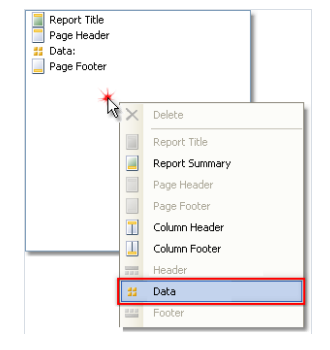 Report Title
Page Header
Data:
Page Footer
Delete
Report Title
Report Summary
Page Header
Page Footer
Column Header
Column Footer
Header
Data
Footer